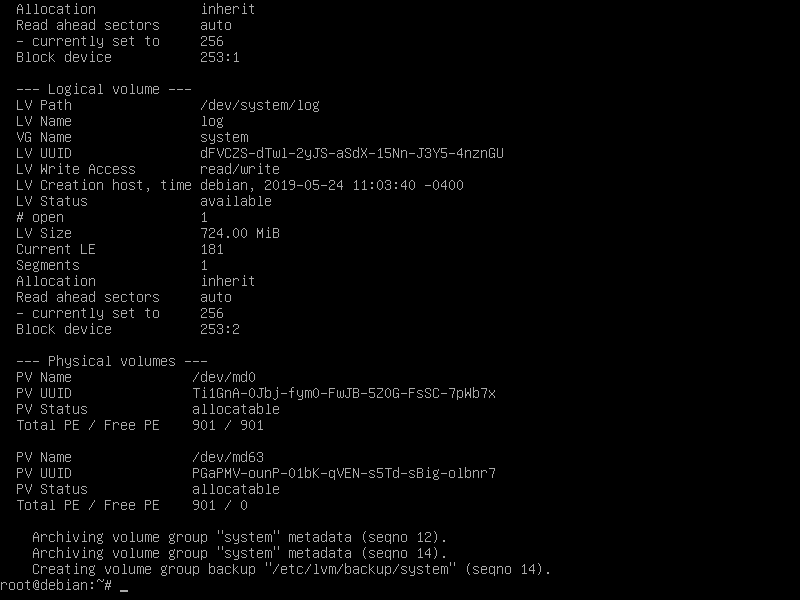 Allocation inherit
Read ahead sectors auto
- currently set to 256
Block device 253:1
--- Logical volume ---
LV Path /dev/system/log
LV Name log
VG Name system
LV UUID dFVCZS-dTwl-2yJS-aSdX-15Nn-J3Y5-4nznGU
LV Write Access read/write
LV Creation host, time debian, 2019-05-24 11:03:40 -0400
LV Status available
# open 1
LV Size 724.00 MiB
Current LE 181
Segments 1
Allocation inherit
Read ahead sectors auto
- currently set to 256
Block device 253:2
--- Physical volumes ---
PV Name /dev/md0
PV UUID Ti1GnA-OJbj-fymO-FwJB-5ZOG-FsSC-7pWb7x
PV Status allocatable
Total PE / Free PE 901 / 901
PV Name /dev/md63
PV UUID PGaPMV-ounP-01bK-qVEN-s5Td-sBig-olbnr7
PV Status allocatable
Total PE / Free PE 901 / 0
Archiving volume group "system" metadata (seqno 12).
Archiving volume group "system" metadata (seqno 14).
Creating volume group backup "/etc/lvm/backup/system" (seqno 14).
root@debian:~# _